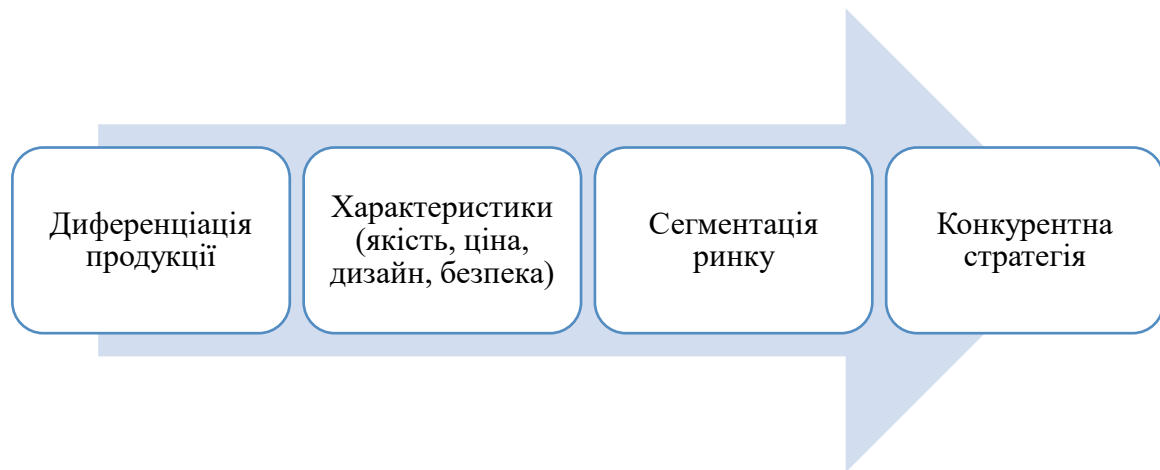 Диференціація
продукції
Характеристики
(якість, ціна,
дизайн, безпека)
Сегментація
ринку
Конкурентна
стратегія